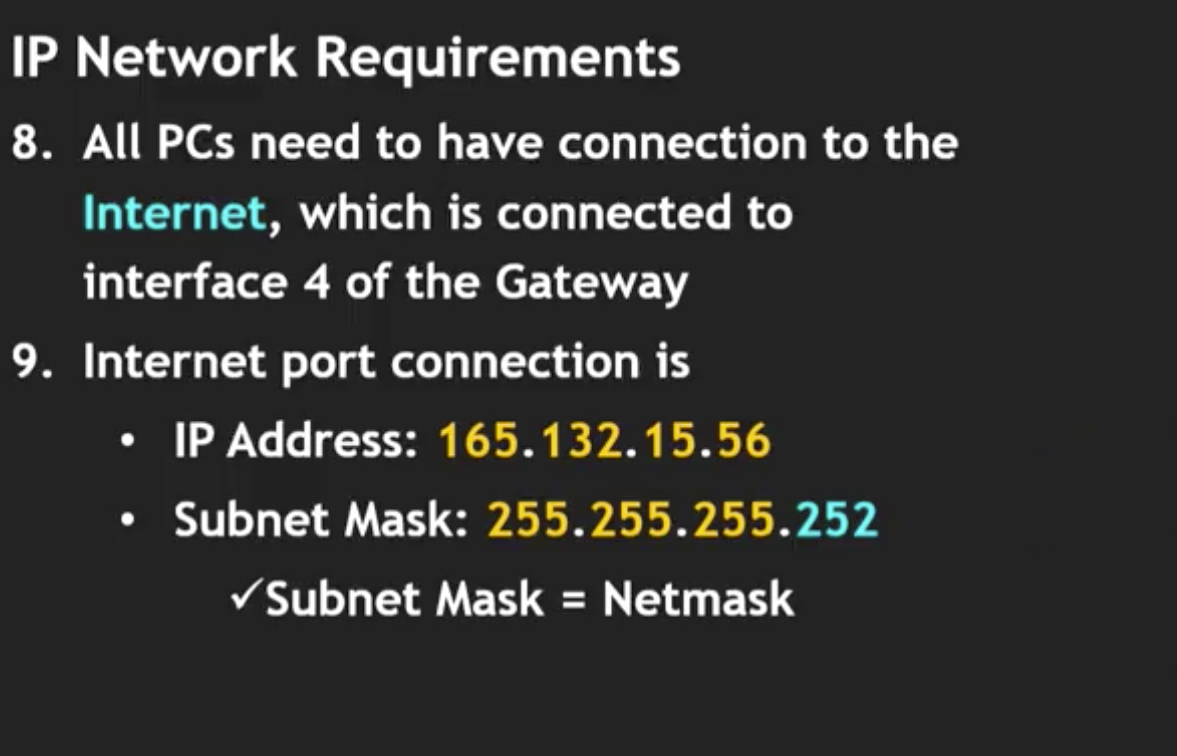 IP Network Requirements
8. All PCs need to have connection to the
Internet, which is connected to
interface 4 of the Gateway
9. Internet port connection is
• IP Address: 165.132.15.56
• Subnet Mask: 255.255.255.252
✓Subnet Mask = Netmask